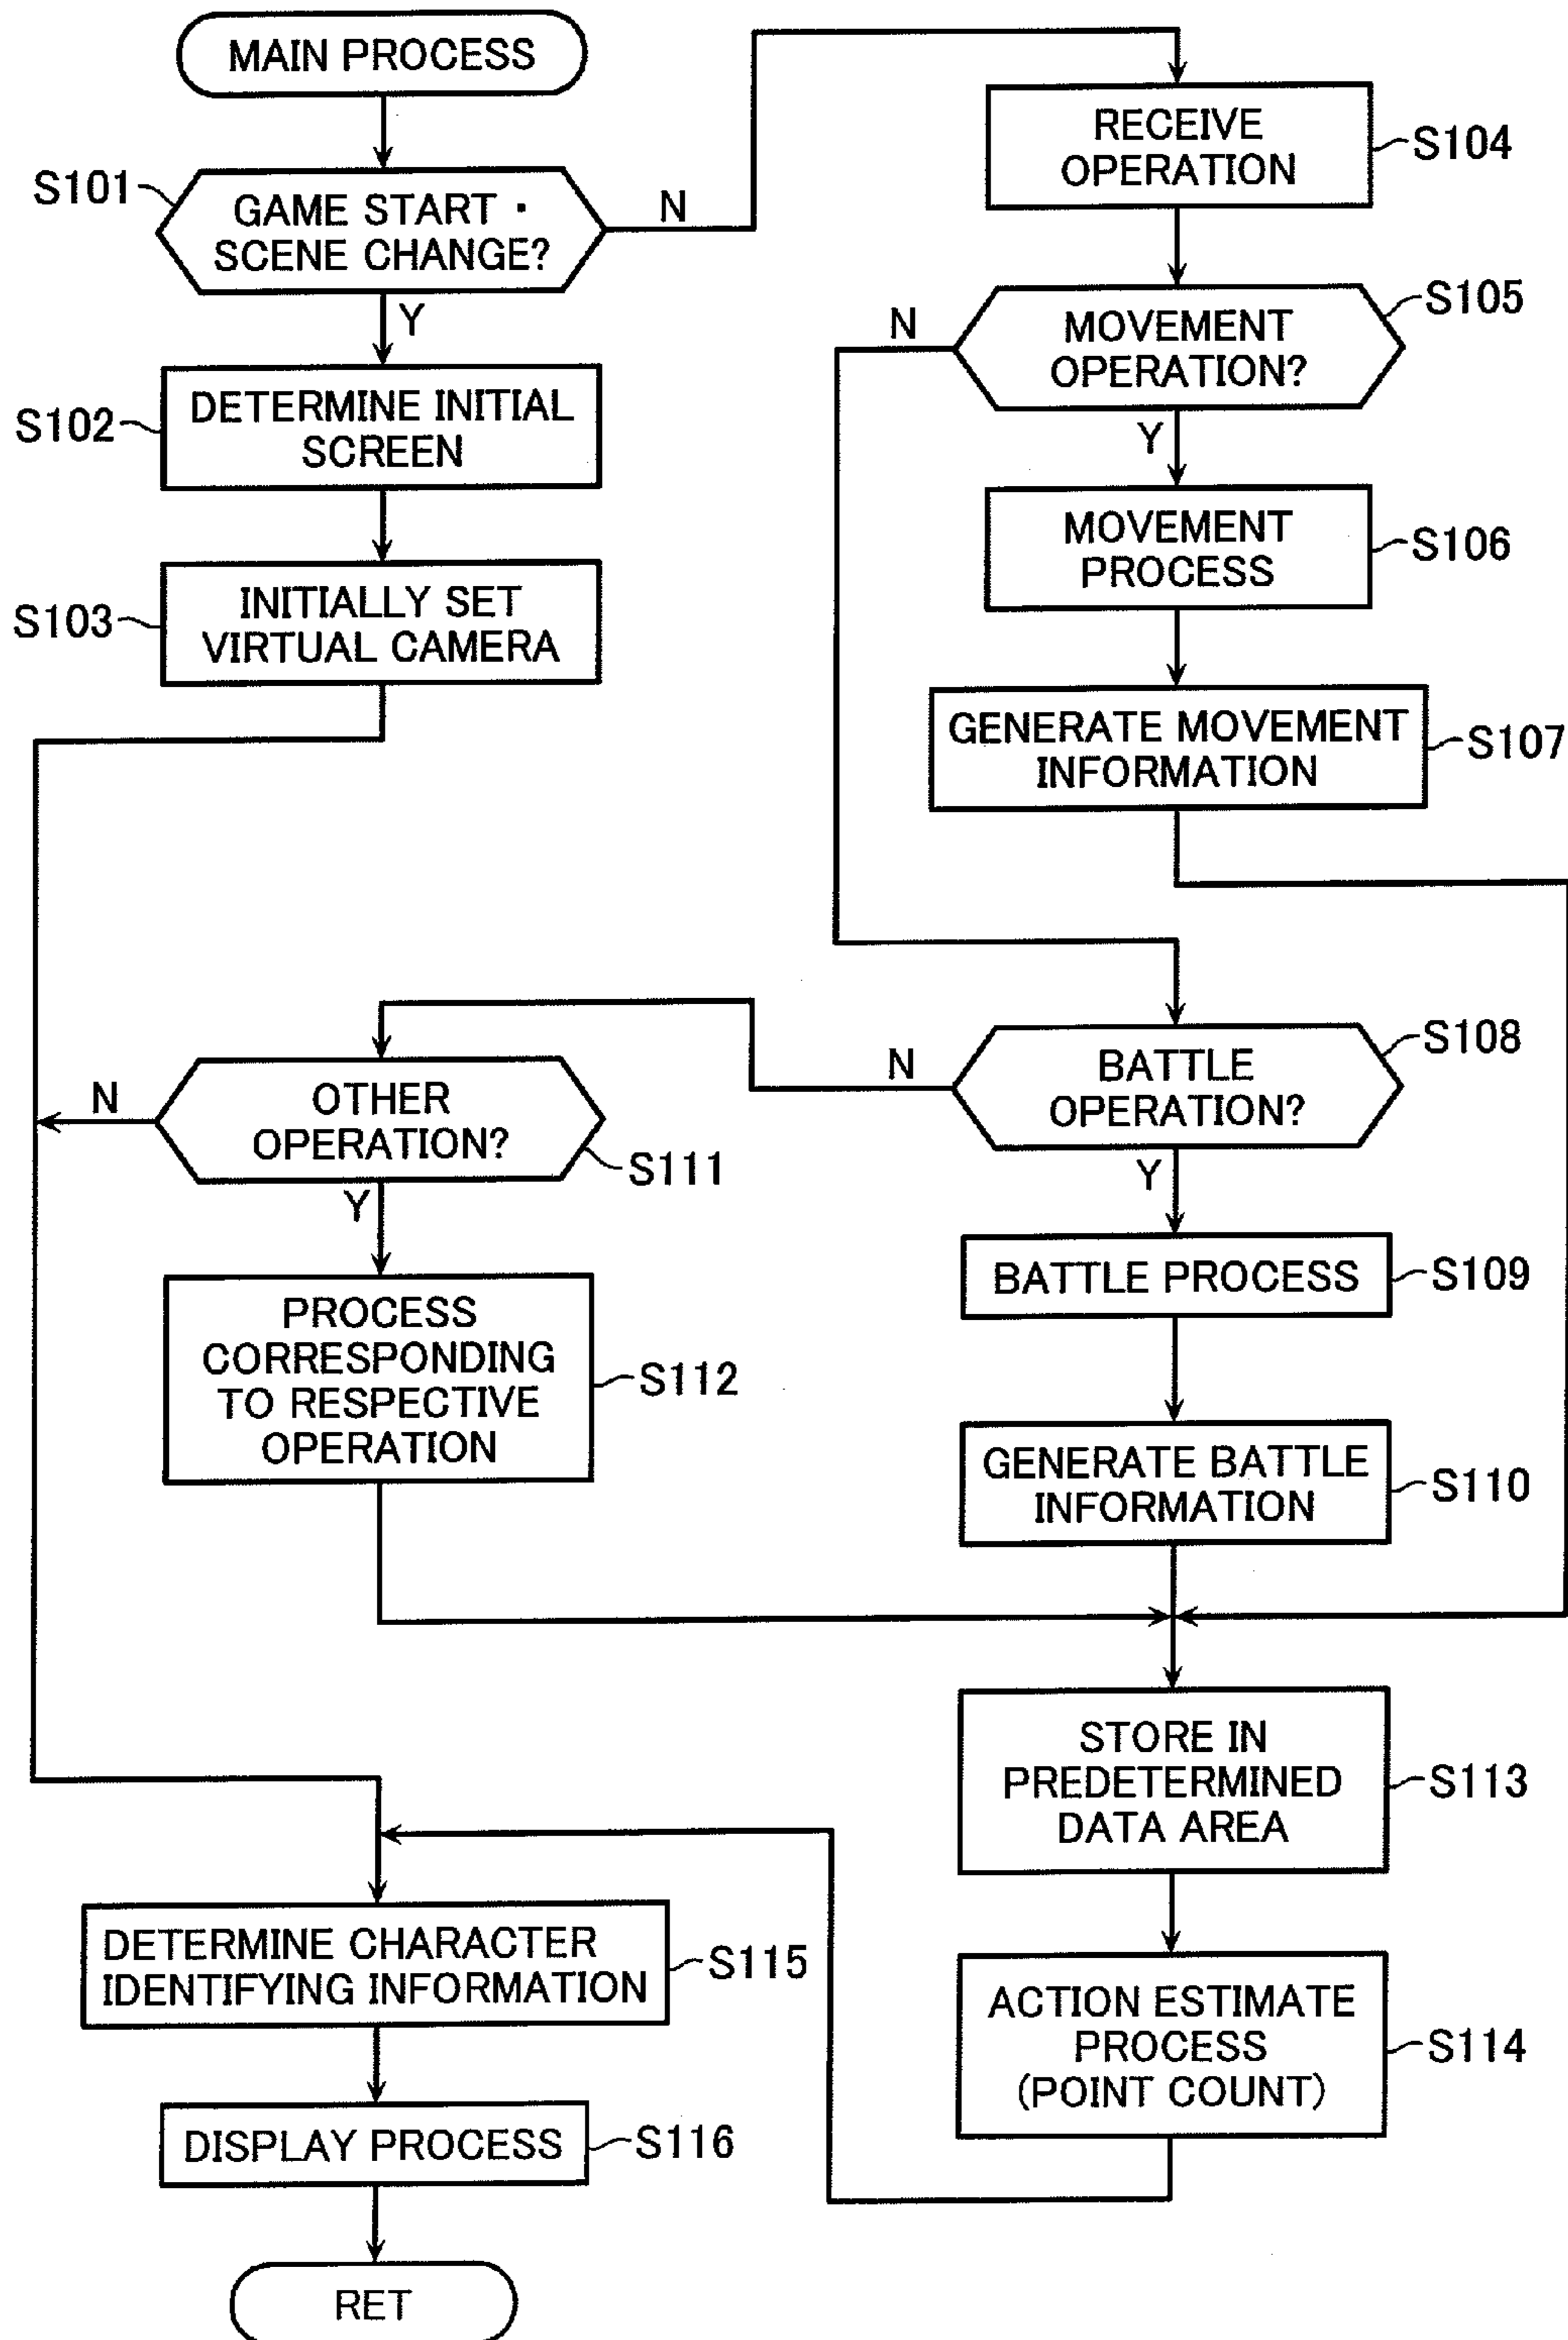 MAIN PROCESS
S101
GAME START ・
SCENE CHANGE?
N
Y
S102
DETERMINE INITIAL
SCREEN
S103
INITIALLY SET
VIRTUAL CAMERA
RECEIVE
OPERATION
S104
MOVEMENT
OPERATION?
S105
N
Y
MOVEMENT
PROCESS
S106
GENERATE MOVEMENT
INFORMATION
S107
BATTLE
OPERATION?
S108
N
Y
BATTLE PROCESS
S109
GENERATE BATTLE
INFORMATION
S110
OTHER
OPERATION?
S111
N
Y
PROCESS
CORRESPONDING
TO RESPECTIVE
OPERATION
S112
STORE IN
PREDETERMINED
DATA AREA
S113
ACTION ESTIMATE
PROCESS
(POINT COUNT)
S114
DETERMINE CHARACTER
IDENTIFYING INFORMATION
S115
DISPLAY PROCESS
S116
RET